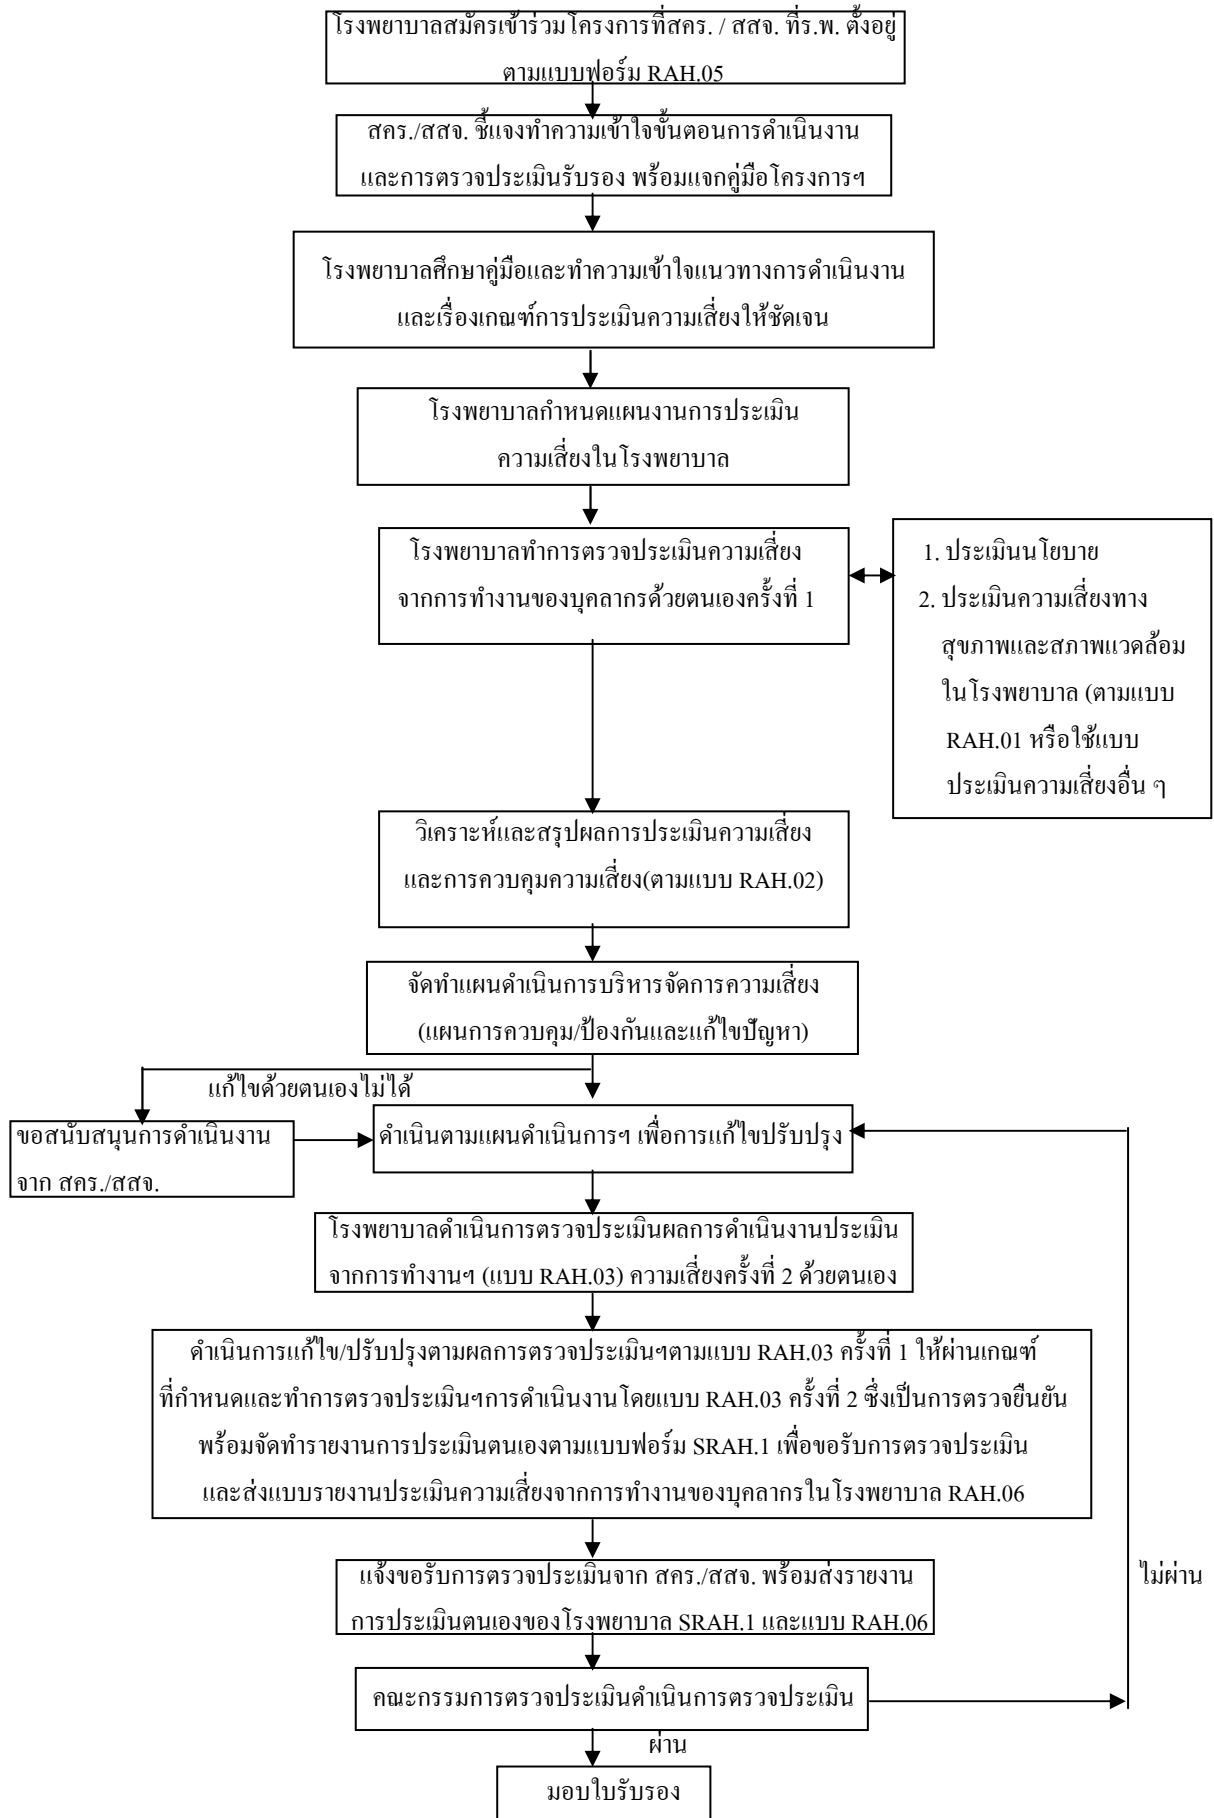 โรงพยาบาลสมัครเข้าร่วมโครงการที่สคร. / สสจ. ที่ร.พ. ตั้งอยู่
ตามแบบฟอร์ม RAH.05
สคร./สสจ. ชี้แจงทำความเข้าใจขั้นตอนการดำเนินงาน
และการตรวจประเมินรับรอง พร้อมแจกคู่มือโครงการฯ
โรงพยาบาลศึกษาคู่มือและทำความเข้าใจแนวทางการดำเนินงาน
และเรื่องเกณฑ์การประเมินความเสี่ยงให้ชัดเจน
โรงพยาบาลกำหนดแผนงานการประเมิน
ความเสี่ยงในโรงพยาบาล
โรงพยาบาลทำการตรวจประเมินความเสี่ยง
จากการทำงานของบุคลากรด้วยตนเองครั้งที่ 1
1. ประเมินนโยบาย
2. ประเมินความเสี่ยงทาง
สุขภาพและสภาพแวดล้อม
ในโรงพยาบาล (ตามแบบ
RAH.01 หรือใช้แบบ
ประเมินความเสี่ยงอื่น ๆ
วิเคราะห์และสรุปผลการประเมินความเสี่ยง
และการควบคุมความเสี่ยง(ตามแบบ RAH.02)
จัดทำแผนดำเนินการบริหารจัดการความเสี่ยง
(แผนการควบคุม/ป้องกันและแก้ไขปัญหา)
แก้ไขด้วยตนเองไม่ได้
ขอสนับสนุนการดำเนินงาน
จาก สคร./สสจ.
ดำเนินตามแผนดำเนินการฯ เพื่อการแก้ไขปรับปรุง
โรงพยาบาลดำเนินการตรวจประเมินผลการดำเนินงานประเมิน
จากการทำงานฯ (แบบ RAH.03) ความเสี่ยงครั้งที่ 2 ด้วยตนเอง
ดำเนินการแก้ไข/ปรับปรุงตามผลการตรวจประเมินฯตามแบบ RAH.03 ครั้งที่ 1 ให้ผ่านเกณฑ์
ที่กำหนดและทำการตรวจประเมินฯการดำเนินงานโดยแบบ RAH.03 ครั้งที่ 2 ซึ่งเป็นการตรวจยืนยัน
พร้อมจัดทำรายงานการประเมินตนเองตามแบบฟอร์ม SRAH.1 เพื่อขอรับการตรวจประเมิน
และส่งแบบรายงานประเมินความเสี่ยงจากการทำงานของบุคลากรในโรงพยาบาล RAH.06
แจ้งขอรับการตรวจประเมินจาก สคร./สสจ. พร้อมส่งรายงาน
การประเมินตนเองของโรงพยาบาล SRAH.1 และแบบ RAH.06
ไม่ผ่าน
คณะกรรมการตรวจประเมินดำเนินการตรวจประเมิน
ผ่าน
มอบใบรับรอง